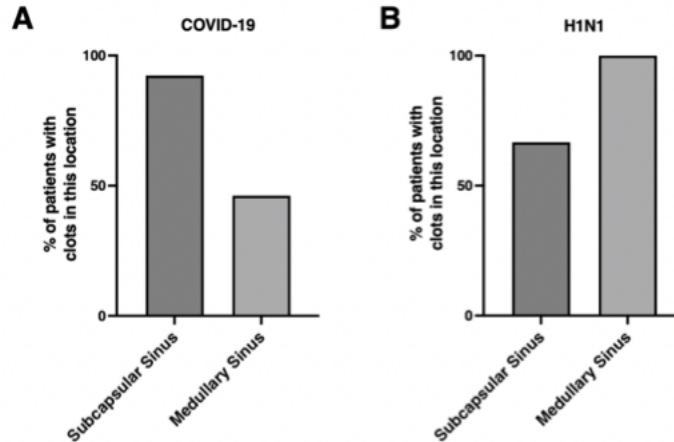 A
COVID-19
% of patients with
clots in this location
100
50
0
Subcapsular Sinus
Medullary Sinus
B
H1N1
% of patients with
clots in this location
100
50
0
Subcapsular Sinus
Medullary Sinus